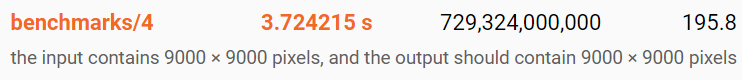 benchmarks/4 3.724215 s 729,324,000,000 195.8
the input contains 9000 × 9000 pixels, and the output should contain 9000 × 9000 pixels